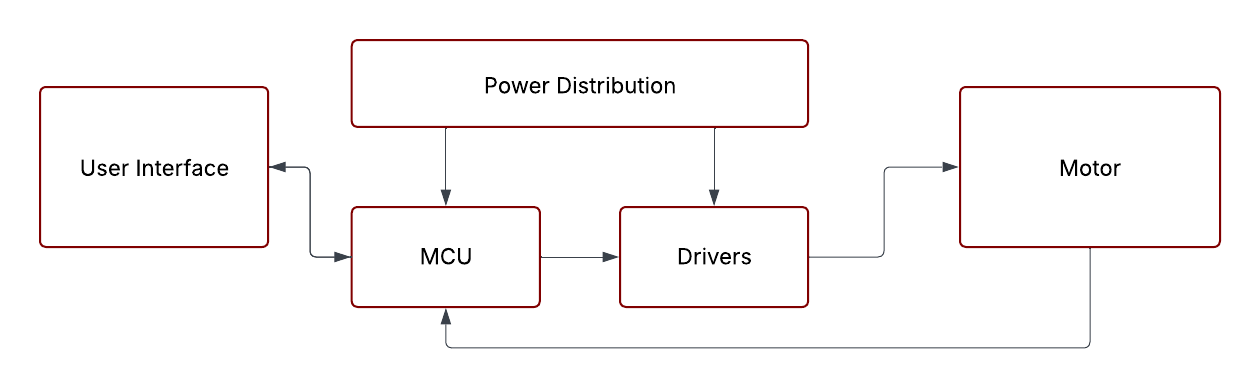 Power Distribution
User Interface
Motor
MCU
Drivers